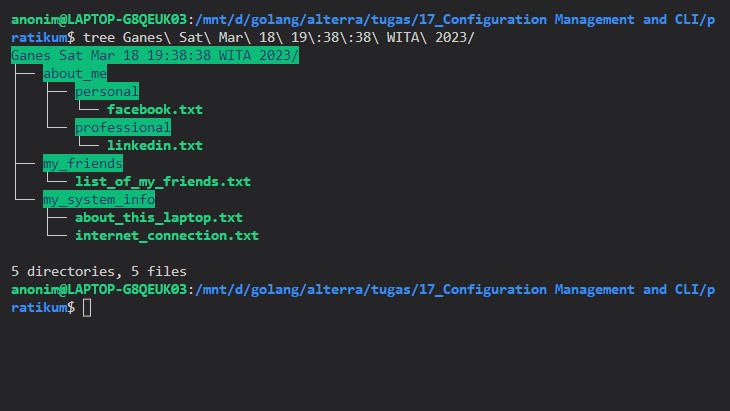 anonim@LAPTOP-G8QEUK03:/mnt/d/golang/alterra/tugas/17_Configuration Management and CLI/p
ratikum$ tree Ganes\ Sat\ Mar\ 18\ 19\:38\:38\ WITA\ 2023/
Ganes Sat Mar 18 19:38:38 WITA 2023/
├── about_me
│   ├── personal
│   │   └── facebook.txt
│   └── professional
│       └── linkedin.txt
├── my_friends
│   └── list_of_my_friends.txt
└── my_system_info
    ├── about_this_laptop.txt
    └── internet_connection.txt
5 directories, 5 files
anonim@LAPTOP-G8QEUK03:/mnt/d/golang/alterra/tugas/17_Configuration Management and CLI/p
ratikum$